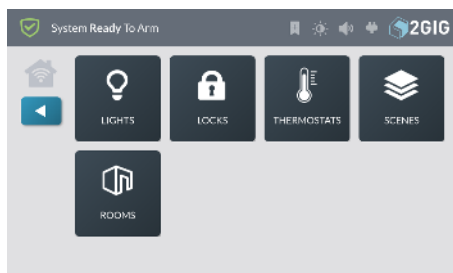 System Ready To Arm
2GIG
LIGHTS
LOCKS
THERMOSTATS
SCENES
ROOMS